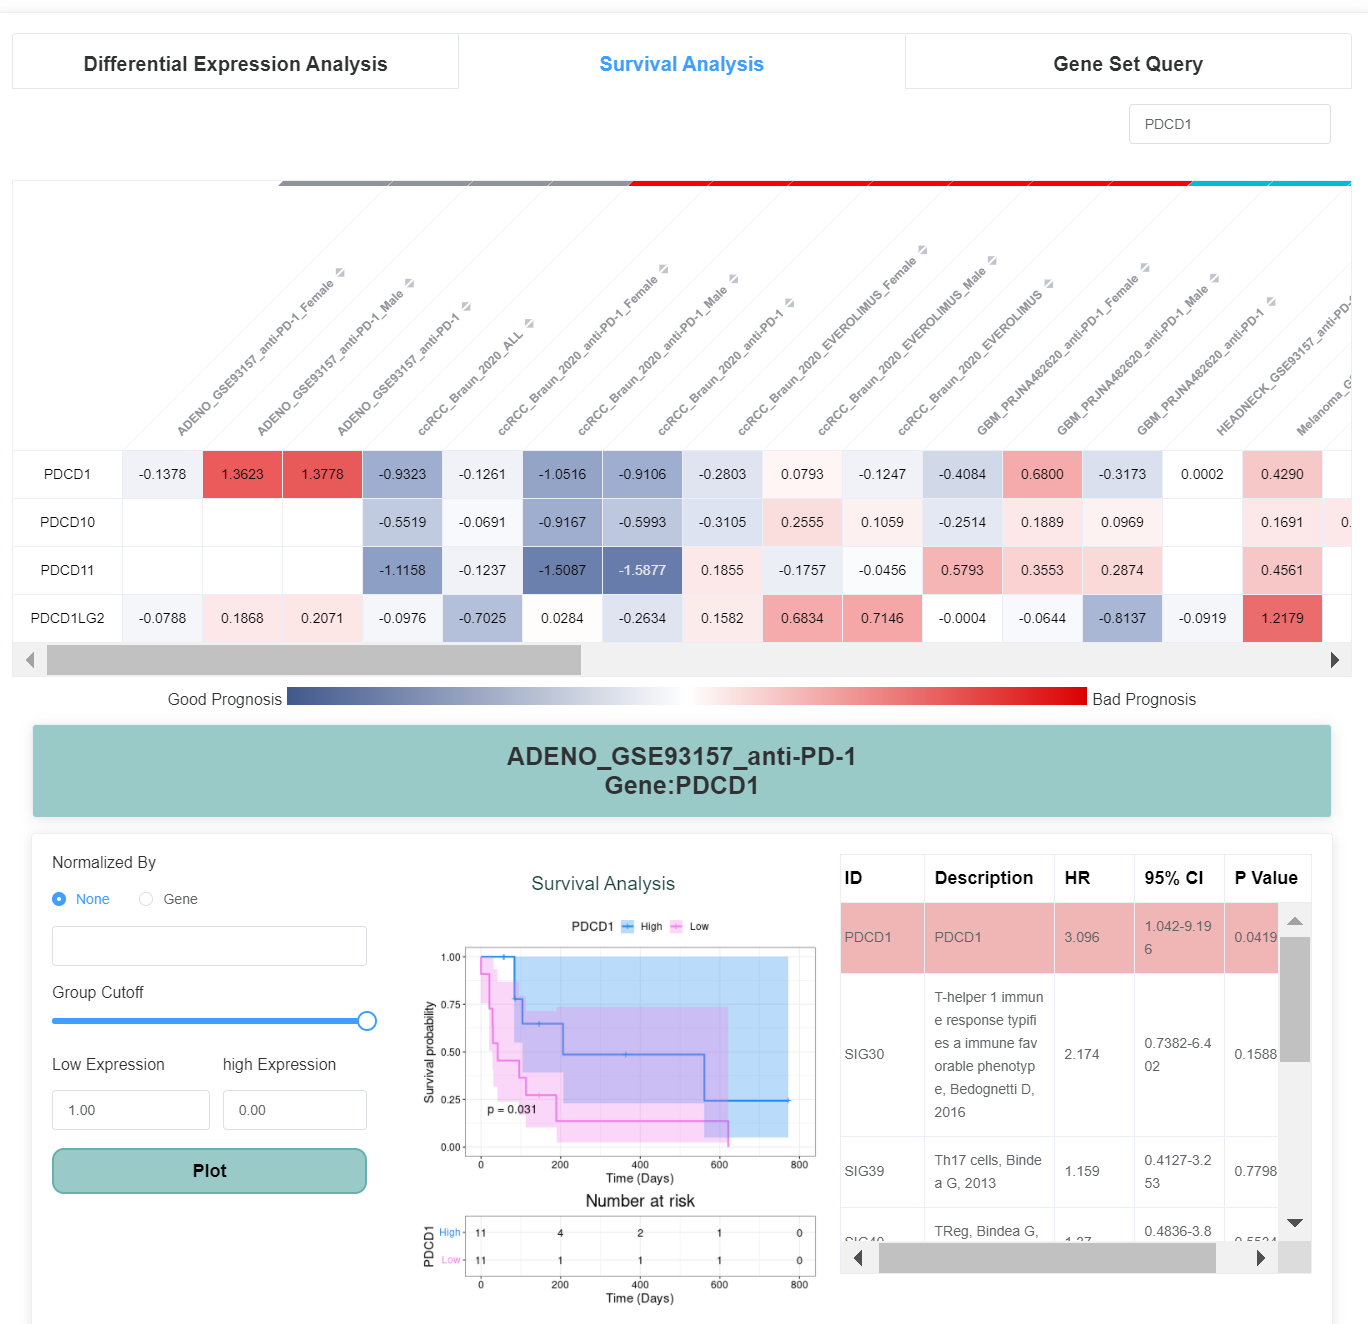 Differential Expression Analysis
Survival Analysis
Gene Set Query
PDCD1
ADENO_GSE93157_anti-PD-1_Female
ADENO_GSE93157_anti-PD-1_Male
ADENO_GSE93157_anti-PD-1
ccRCC_Braun_2020_ALL
ccRCC_Braun_2020_anti-PD-1_Female
ccRCC_Braun_2020_anti-PD-1_Male
ccRCC_Braun_2020_anti-PD-1
ccRCC_Braun_2020_EVEROLIMUS_Female
ccRCC_Braun_2020_EVEROLIMUS_Male
ccRCC_Braun_2020_EVEROLIMUS
GBM_PRJNA482620_anti-PD-1_Female
GBM_PRJNA482620_anti-PD-1_Male
GBM_PRJNA482620_anti-PD-1
HEADNECK_GSE93157_anti-PD-
Melanoma_G
PDCD1 -0.1378 1.3623 1.3778 -0.9323 -0.1261 -1.0516 -0.9106 -0.2803 0.0793 -0.1247 -0.4084 0.6800 -0.3173 0.0002 0.4290
PDCD10 -0.5519 -0.0691 -0.9167 -0.5993 -0.3105 0.2555 0.1059 -0.2514 0.1889 0.0969 0.1691 0.
PDCD11 -1.1158 -0.1237 -1.5087 -1.5877 0.1855 -0.1757 -0.0456 0.5793 0.3553 0.2874 0.4561
PDCD1LG2 -0.0788 0.1868 0.2071 -0.0976 -0.7025 0.0284 -0.2634 0.1582 0.6834 0.7146 -0.0004 -0.0644 -0.8137 -0.0919 1.2179
Good Prognosis
Bad Prognosis
ADENO_GSE93157_anti-PD-1
Gene:PDCD1
Normalized By
None Gene
Group Cutoff
Low Expression high Expression
1.00 0.00
Plot
Survival Analysis
PDCD1 High Low
Survival probability
1.00
0.75
0.50
0.25
0.00
p = 0.031
0 200 400 600 800
Time (Days)
Number at risk
PDCD1
High 11 4 2 1 0
Low 11 1 1 1 0
0 200 400 600 800
Time (Days)
ID Description HR 95% CI P Value
PDCD1 PDCD1 3.096 1.042-9.19
6 0.0419
SIG30
T-helper 1 immun
e response typifi
es a immune fav
orable phenotyp
e, Bedognetti D,
2016
2.174
0.7382-6.4
02
0.1588
SIG39
Th17 cells, Binde
a G, 2013
1.159
0.4127-3.2
53
0.7798
SIG40
TReg, Bindea G,
1.37
0.4836-3.8